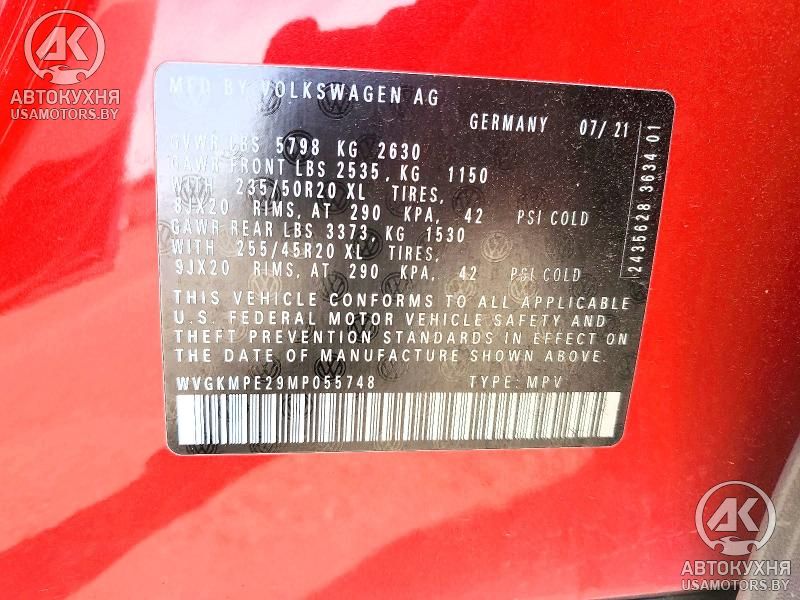 AK
АВТОКУХНЯ
USAMOTORS.BY
MFD BY VOLKSWAGEN AG
GERMANY 07/ 21
GVWR LBS 5798 KG 2630
GAWR FRONT LBS 2535, KG 1150
WITH 235/50R20 XL TIRES,
8JX20 RIMS, AT 290 KPA, 42 PSI COLD
GAWR REAR LBS 3373, KG 1530
WITH 255/45R20 XL TIRES,
9JX20 RIMS, AT 290 KPA, 42 PSI COLD
THIS VEHICLE CONFORMS TO ALL APPLICABLE
U.S. FEDERAL MOTOR VEHICLE SAFETY AND
THEFT PREVENTION STANDARDS IN EFFECT ON
THE DATE OF MANUFACTURE SHOWN ABOVE.
WVGKMPE29MP055748 TYPE: MPV
2435628 3634 01
AK
АВТОКУХНЯ
USAMOTORS.BY